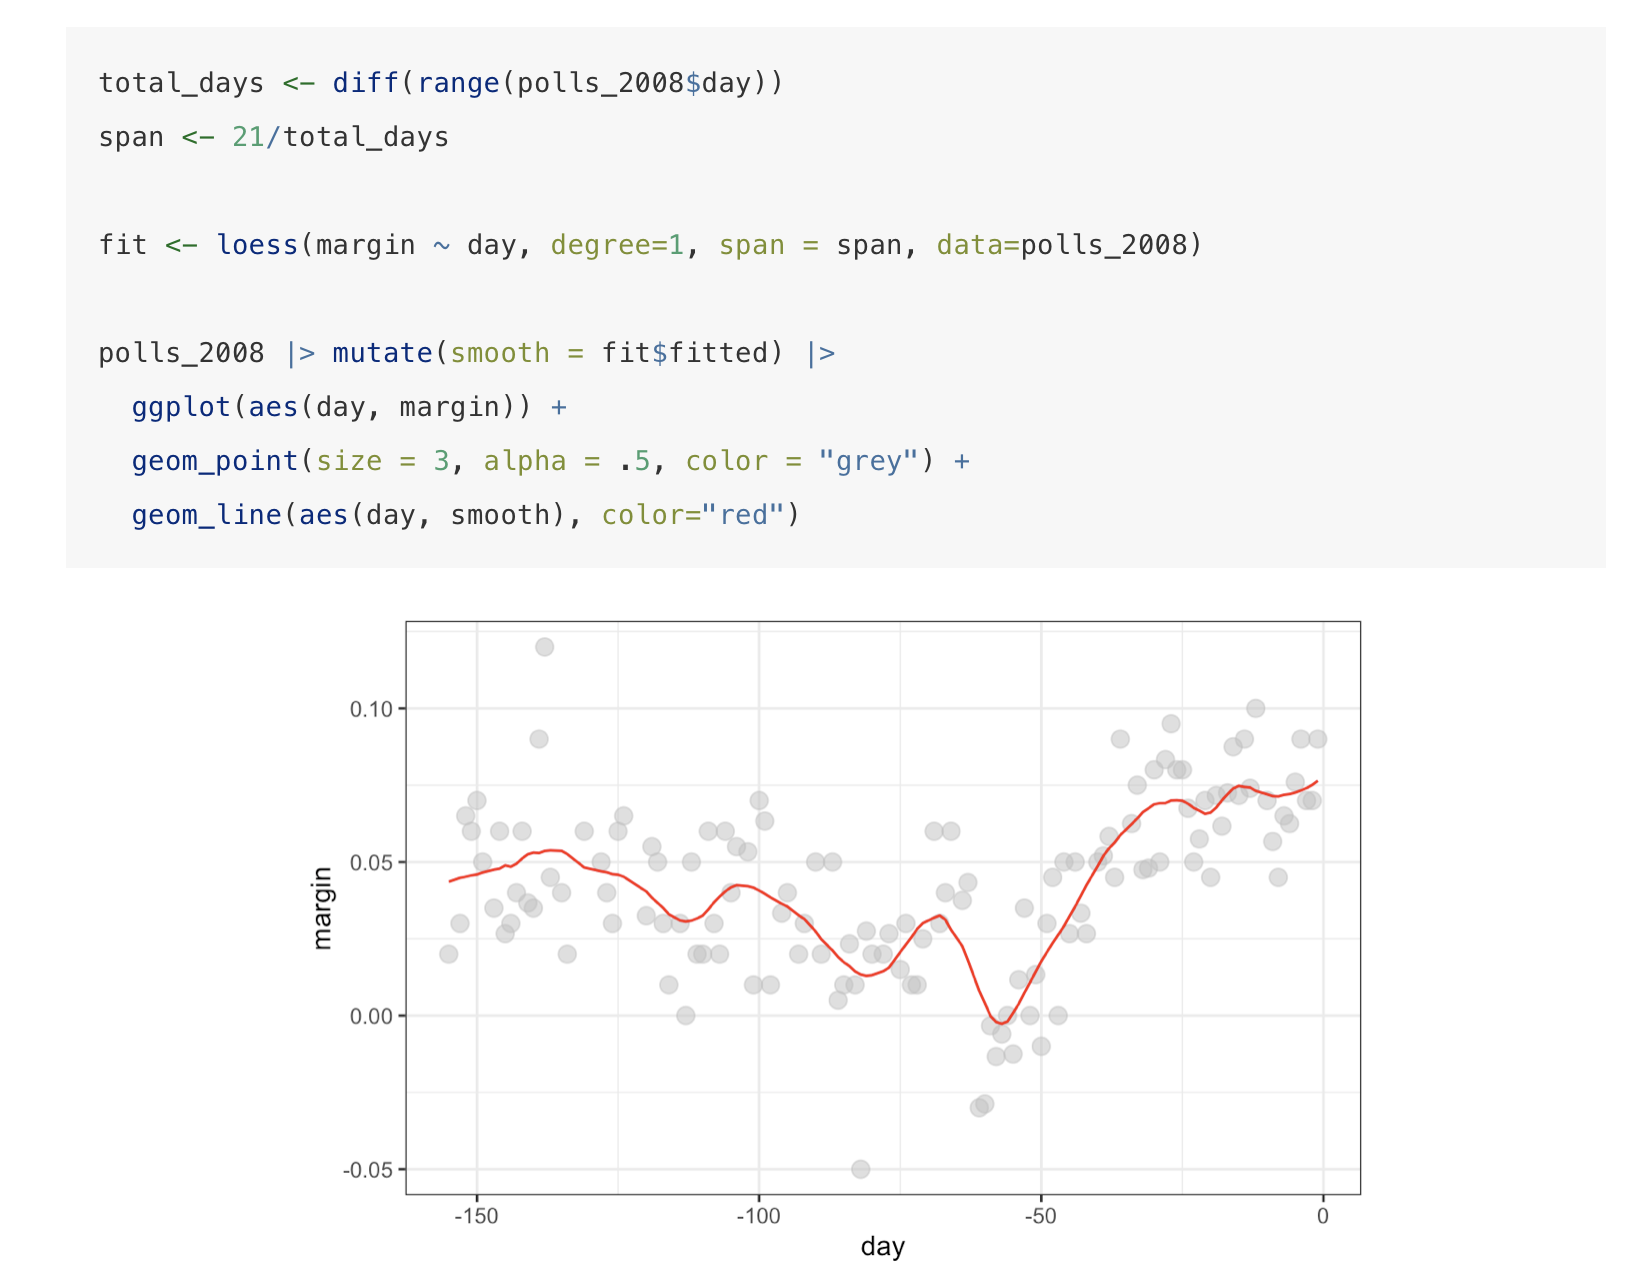 total_days <- diff(range(polls_2008$day))
span <- 21/total_days
fit <- loess(margin ~ day, degree=1, span = span, data=polls_2008)
polls_2008 |> mutate(smooth = fit$fitted) |>
  ggplot(aes(day, margin)) +
  geom_point(size = 3, alpha = .5, color = "grey") +
  geom_line(aes(day, smooth), color="red")
0.10
0.05
margin
0.00
-0.05
-150 -100 -50 0
day